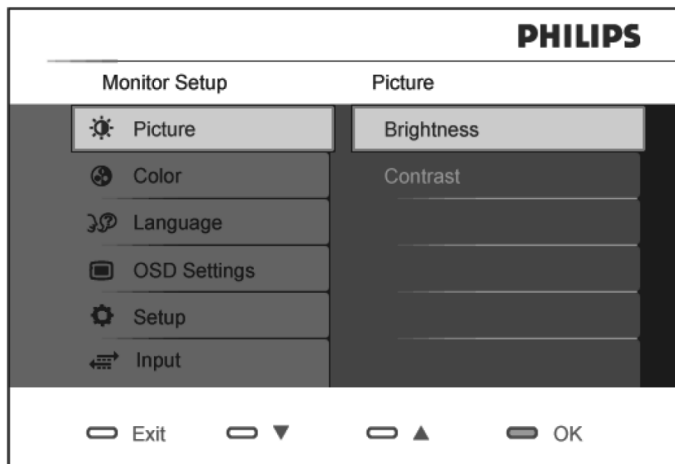 PHILIPS
Monitor Setup Picture
Picture Brightness
Color Contrast
Language
OSD Settings
Setup
Input
Exit ▼ ▲ OK